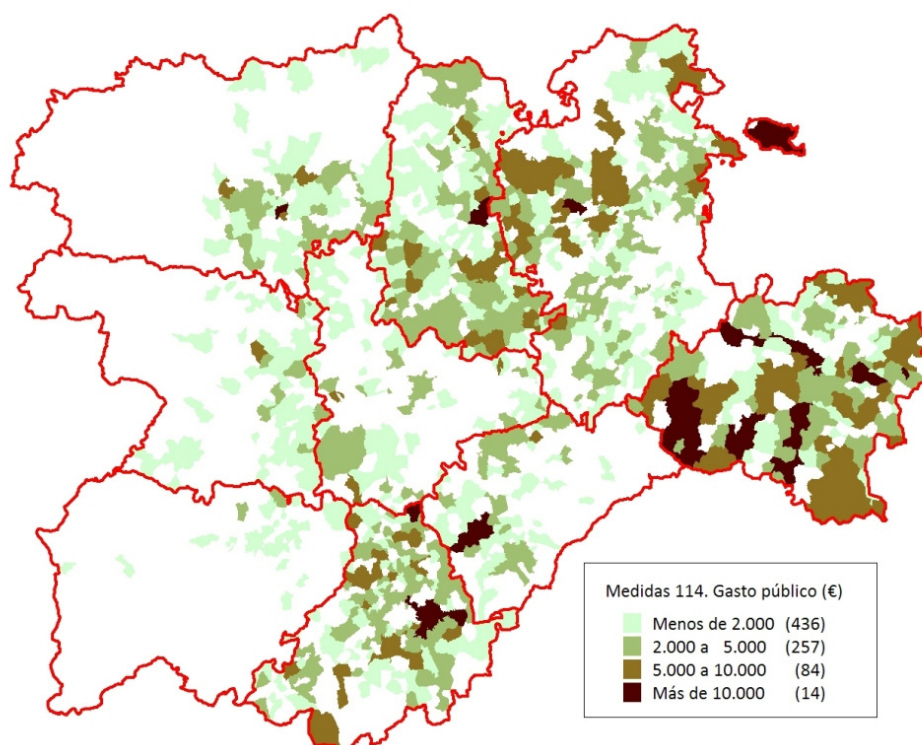 Medidas 114. Gasto público (€)
Menos de 2.000 (436)
2.000 a 5.000 (257)
5.000 a 10.000 (84)
Más de 10.000 (14)